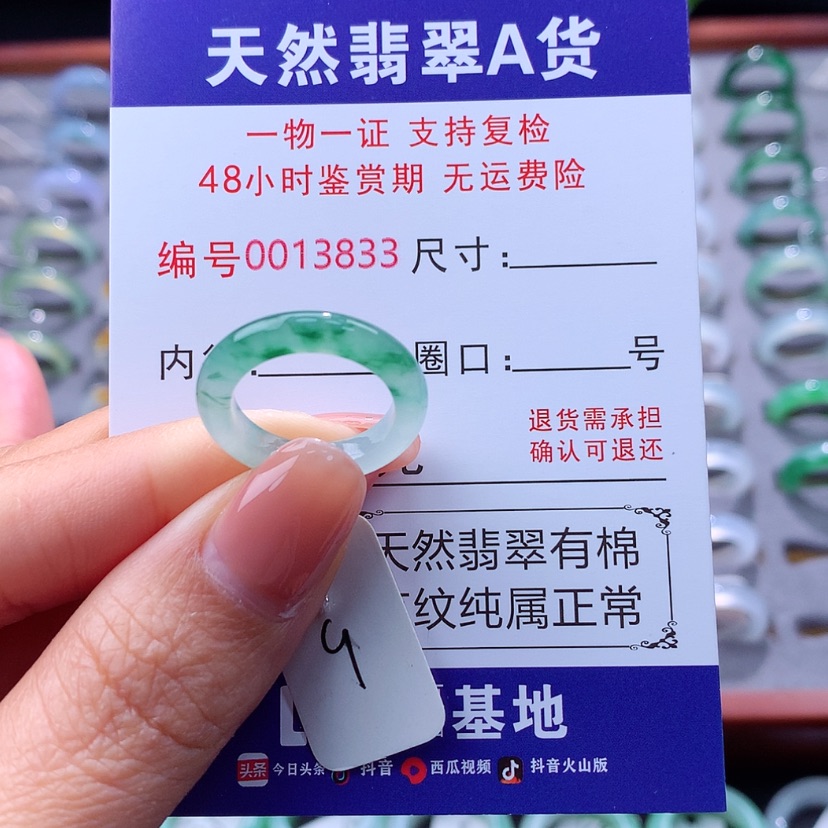 天然翡翠A货
一物一证 支持复检
48小时鉴赏期 无运费险
编号0013833 尺寸:
内 圈口: 号
退货需承担
确认可退还
天然翡翠有棉
纹纯属正常
9
基地
头条 今日头条 抖音 西瓜视频 抖音火山版